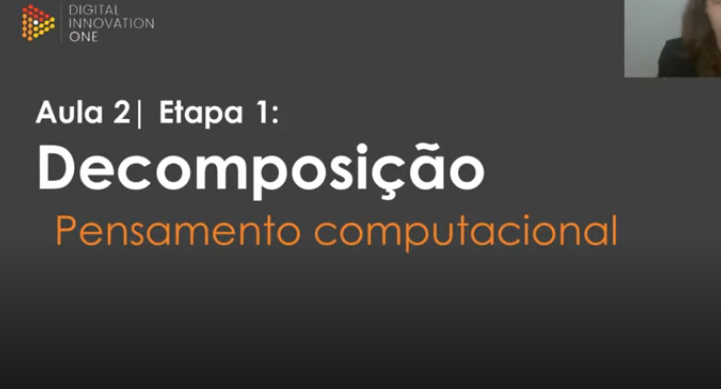 DIGITAL
INNOVATION
ONE
Aula 2| Etapa 1:
Decomposição
Pensamento computacional